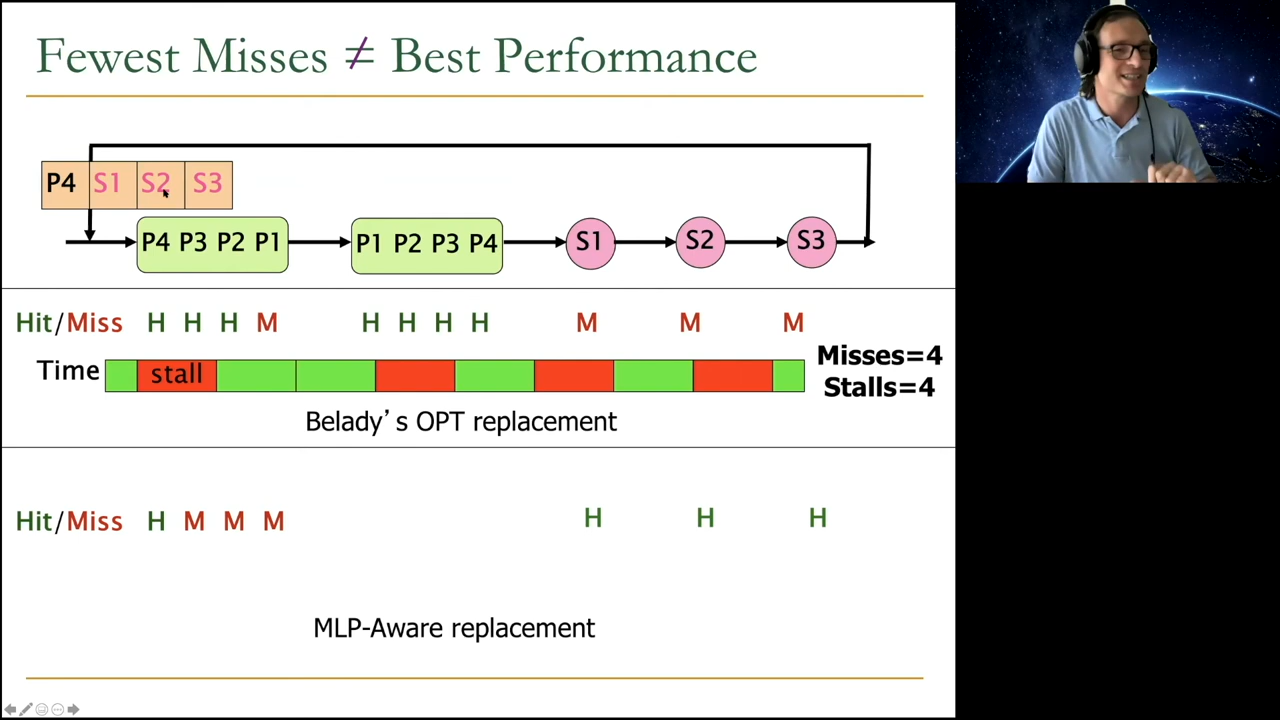 Fewest Misses ≠ Best Performance
P4 S1 S2 S3
P4 P3 P2 P1 P1 P2 P3 P4 S1 S2 S3
Hit/Miss H H H M H H H H M M M
Time stall Misses=4
Stalls=4
Belady's OPT replacement
Hit/Miss H M M M H H H
MLP-Aware replacement